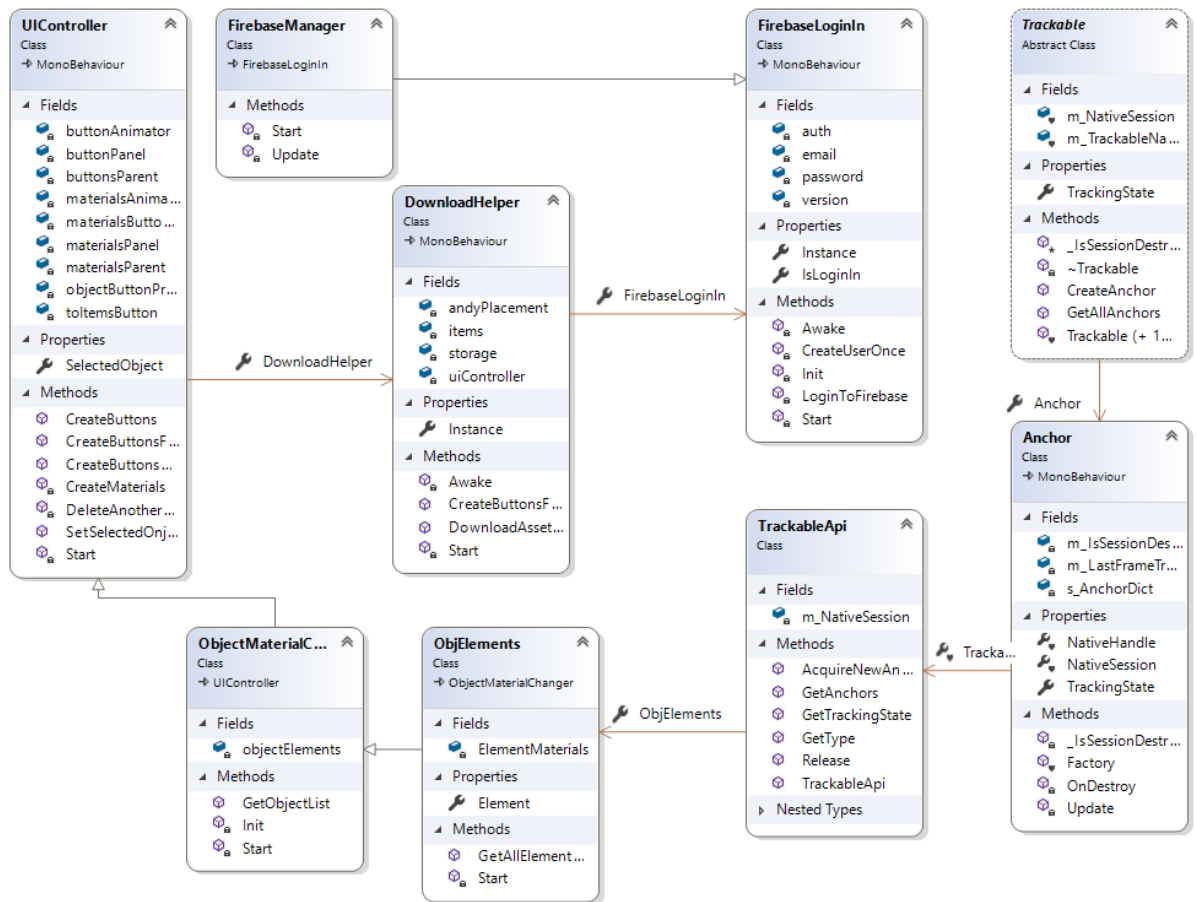 UIController
Class
MonoBehaviour
Fields
buttonAnimator
buttonPanel
buttonsParent
materialsAnima...
materialsButto...
materialsPanel
materialsParent
objectButtonPr...
toItemsButton
Properties
SelectedObject
Methods
CreateButtons
CreateButtonsF...
CreateButtons...
CreateMaterials
DeleteAnother...
SetSelectedOnj...
Start
FirebaseManager
Class
FirebaseLoginIn
Methods
Start
Update
DownloadHelper
DownloadHelper
Class
MonoBehaviour
Fields
andyPlacement
items
storage
uiController
Properties
Instance
Methods
Awake
CreateButtonsF...
DownloadAsset...
Start
FirebaseLoginIn
FirebaseLoginIn
Class
MonoBehaviour
Fields
auth
email
password
version
Properties
Instance
IsLoginIn
Methods
Awake
CreateUserOnce
Init
LoginToFirebase
Start
Trackable
Abstract Class
Fields
m_NativeSession
m_TrackableNa...
Properties
TrackingState
Methods
_IsSessionDestr...
~Trackable
CreateAnchor
GetAllAnchors
Trackable (+ 1...
Anchor
Anchor
Class
MonoBehaviour
Fields
m_IsSessionDes...
m_LastFrameTr...
s_AnchorDict
Properties
NativeHandle
NativeSession
TrackingState
Methods
_IsSessionDestr...
Factory
OnDestroy
Update
Tracka...
TrackableApi
Class
Fields
m_NativeSession
Methods
AcquireNewAn...
GetAnchors
GetTrackingState
GetType
Release
TrackableApi
Nested Types
ObjElements
ObjElements
Class
ObjectMaterialChanger
Fields
ElementMaterials
Properties
Element
Methods
GetAllElement...
Start
ObjectMaterialC...
Class
UIController
Fields
objectElements
Methods
GetObjectList
Init
Start